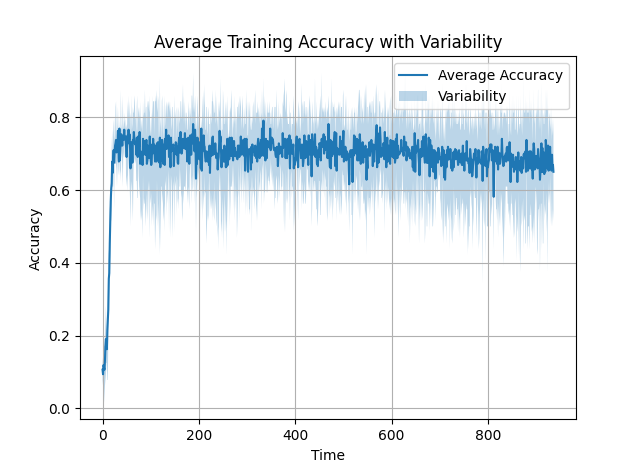 Average Training Accuracy with Variability
Average Accuracy
Variability
0.8
0.6
0.4
0.2
0.0
Accuracy
0 200 400 600 800
Time